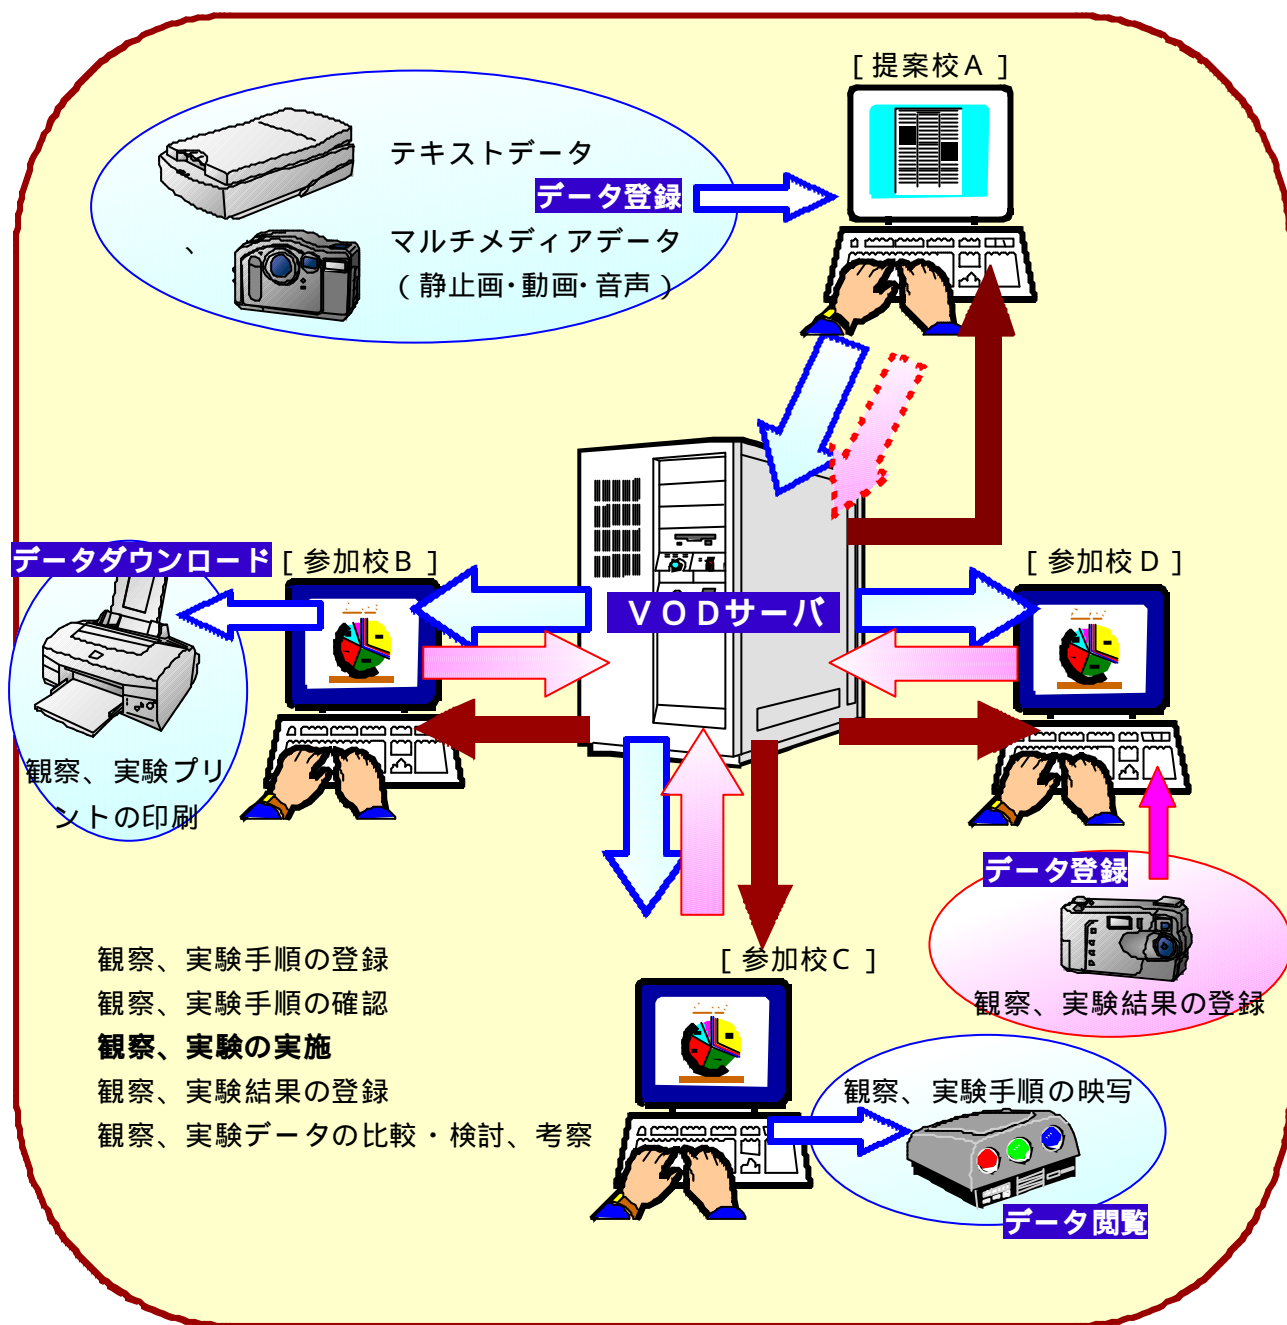 [ 提案校A ]
テキストデータ
データ登録
、
マルチメディアデータ
(静止画・動画・音声)
データダウンロード
[ 参加校B ]
[ 参加校D ]
VODサーバ
観察、実験プリ
ントの印刷
データ登録
観察、実験結果の登録
[ 参加校C ]
観察、実験手順の登録
観察、実験手順の確認
観察、実験の実施
観察、実験結果の登録
観察、実験データの比較・検討、考察
観察、実験手順の映写
データ閲覧